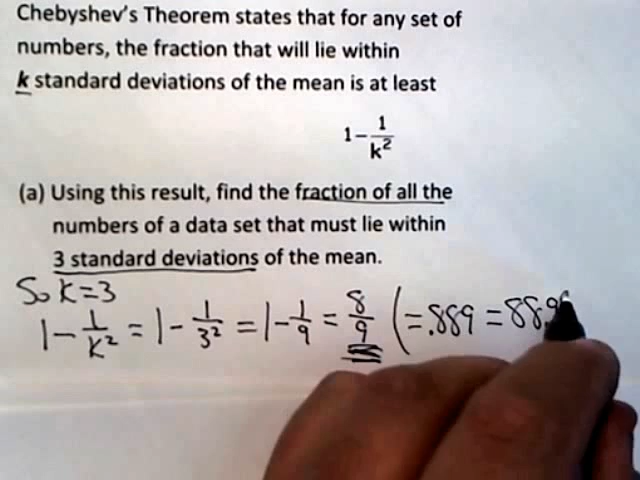 Chebyshev's Theorem states that for any set of
numbers, the fraction that will lie within
k standard deviations of the mean is at least
1 − 1/k²
(a) Using this result, find the fraction of all the
numbers of a data set that must lie within
3 standard deviations of the mean.
So K=3
1 − 1/K² = 1 − 1/3² = 1 − 1/9 = 8/9 (= .889 = 88.9